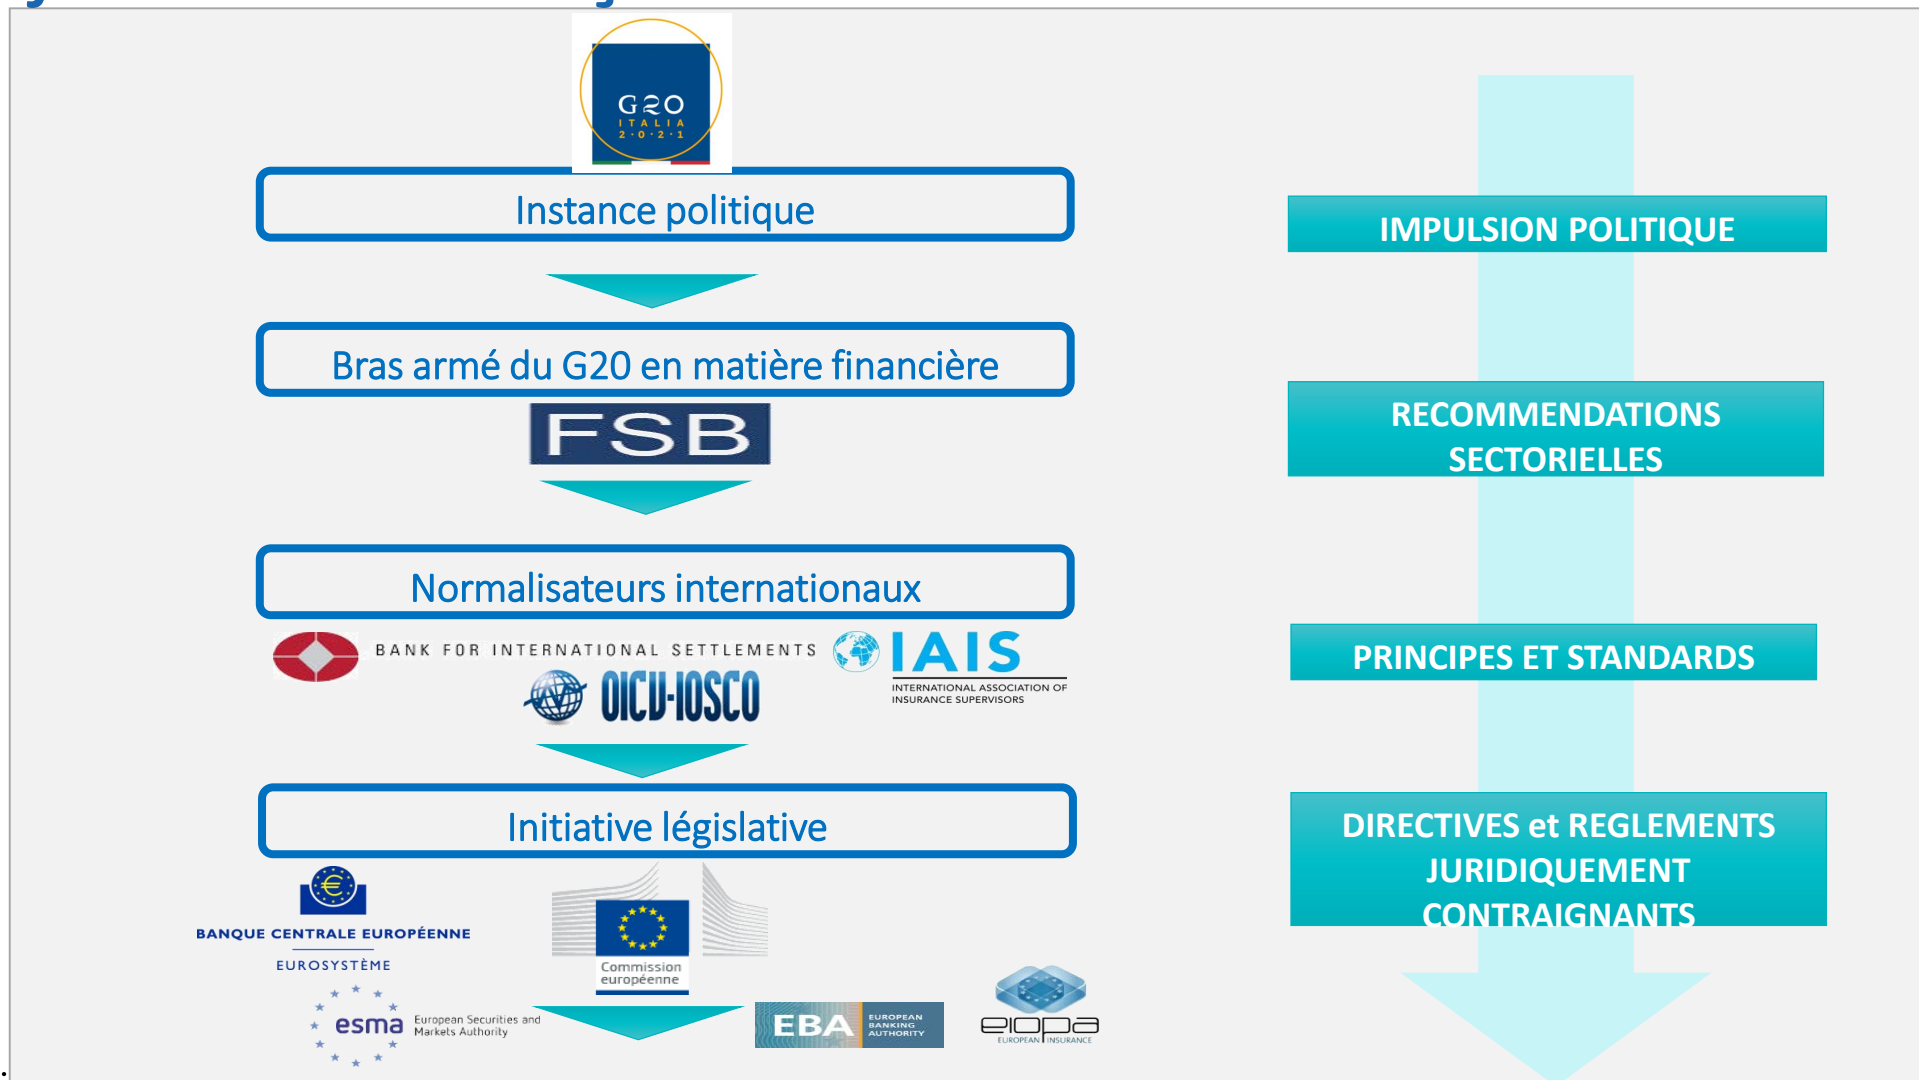 G20
ITALIA
2·0·2·1
Instance politique
IMPULSION POLITIQUE
Bras armé du G20 en matière financière
FSB
RECOMMENDATIONS
SECTORIELLES
Normalisateurs internationaux
BANK FOR INTERNATIONAL SETTLEMENTS
IAIS
INTERNATIONAL ASSOCIATION OF
INSURANCE SUPERVISORS
OICU-IOSCO
PRINCIPES ET STANDARDS
Initiative législative
DIRECTIVES et REGLEMENTS
JURIDIQUEMENT
CONTRAIGNANTS
BANQUE CENTRALE EUROPÉENNE
EUROSYSTÈME
Commission
européenne
esma
European Securities and
Markets Authority
EBA
EUROPEAN
BANKING
AUTHORITY
eiopa
EUROPEAN INSURANCE
.